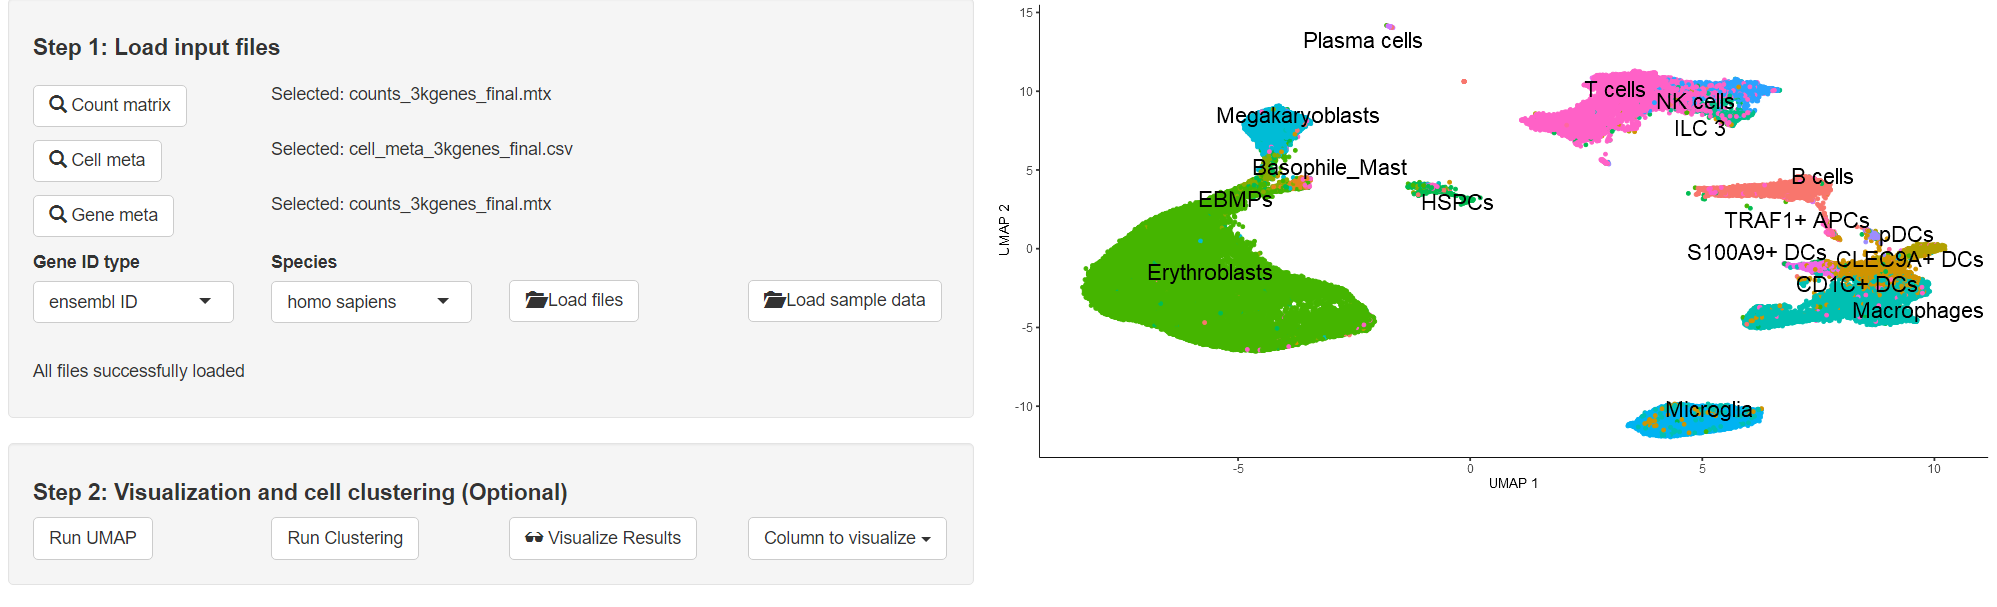 Step 1: Load input files
Count matrix
Selected: counts_3kgenes_final.mtx
Cell meta
Selected: cell_meta_3kgenes_final.csv
Gene meta
Selected: counts_3kgenes_final.mtx
Gene ID type
Species
ensembl ID
homo sapiens
Load files
Load sample data
All files successfully loaded
Step 2: Visualization and cell clustering (Optional)
Run UMAP
Run Clustering
Visualize Results
Column to visualize
15
10
5
0
-5
-10
UMAP 2
Plasma cells
T cells
NK cells
ILC 3
Megakaryoblasts
Basophile_Mast
EBMPs
HSPCs
B cells
TRAF1+ APCs
pDCs
S100A9+ DCs
CLEC9A+ DCs
Erythroblasts
CD1C+ DCs
Macrophages
Microglia
-5
0
5
10
UMAP 1